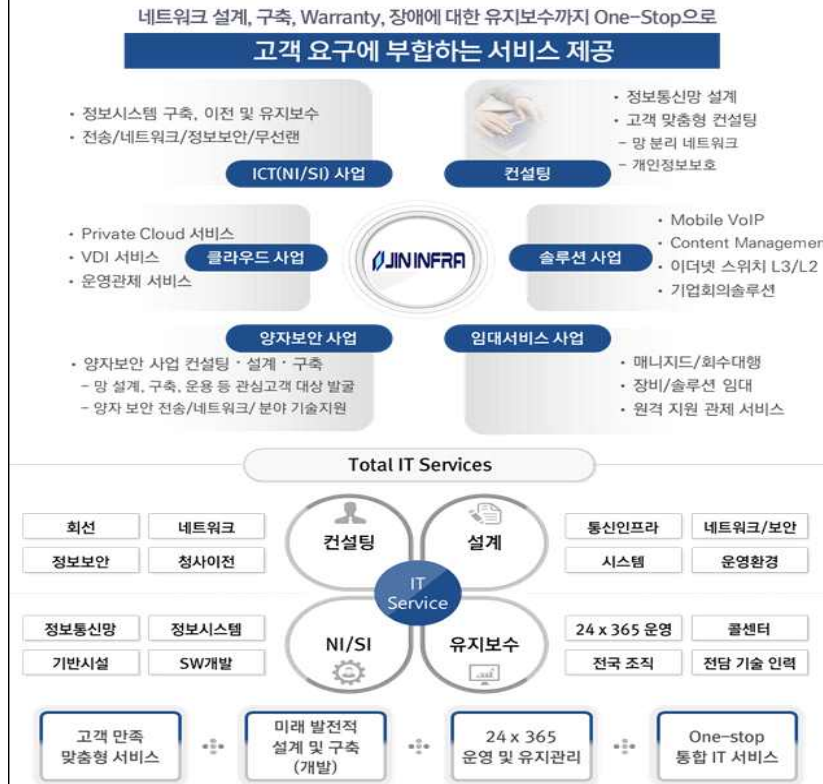 네트워크 설계, 구축, Warranty, 장애에 대한 유지보수까지 One-Stop으로
고객 요구에 부합하는 서비스 제공
• 정보시스템 구축, 이전 및 유지보수
• 전송/네트워크/정보보안/무선랜
ICT(NI/SI) 사업
• 정보통신망 설계
• 고객 맞춤형 컨설팅
- 망 분리 네트워크
- 개인정보보호
컨설팅
• Private Cloud 서비스
• VDI 서비스
• 운영관제 서비스
클라우드 사업
JIN INFRA
솔루션 사업
• Mobile VoIP
• Content Managemen
• 이더넷 스위치 L3/L2
• 기업회의솔루션
양자보안 사업
• 양자보안 사업 컨설팅 · 설계 · 구축
- 망 설계, 구축, 운용 등 관심고객 대상 발굴
- 양자 보안 전송/네트워크/ 분야 기술지원
임대서비스 사업
• 매니지드/회수대행
• 장비/솔루션 임대
• 원격 지원 관제 서비스
Total IT Services
회선 네트워크
정보보안 청사이전
컨설팅
설계
통신인프라 네트워크/보안
시스템 운영환경
IT
Service
정보통신망 정보시스템
기반시설 SW개발
NI/SI
유지보수
24 x 365 운영 콜센터
전국 조직 전담 기술 인력
고객 만족
맞춤형 서비스
미래 발전적
설계 및 구축
(개발)
24 x 365
운영 및 유지관리
One-stop
통합 IT 서비스